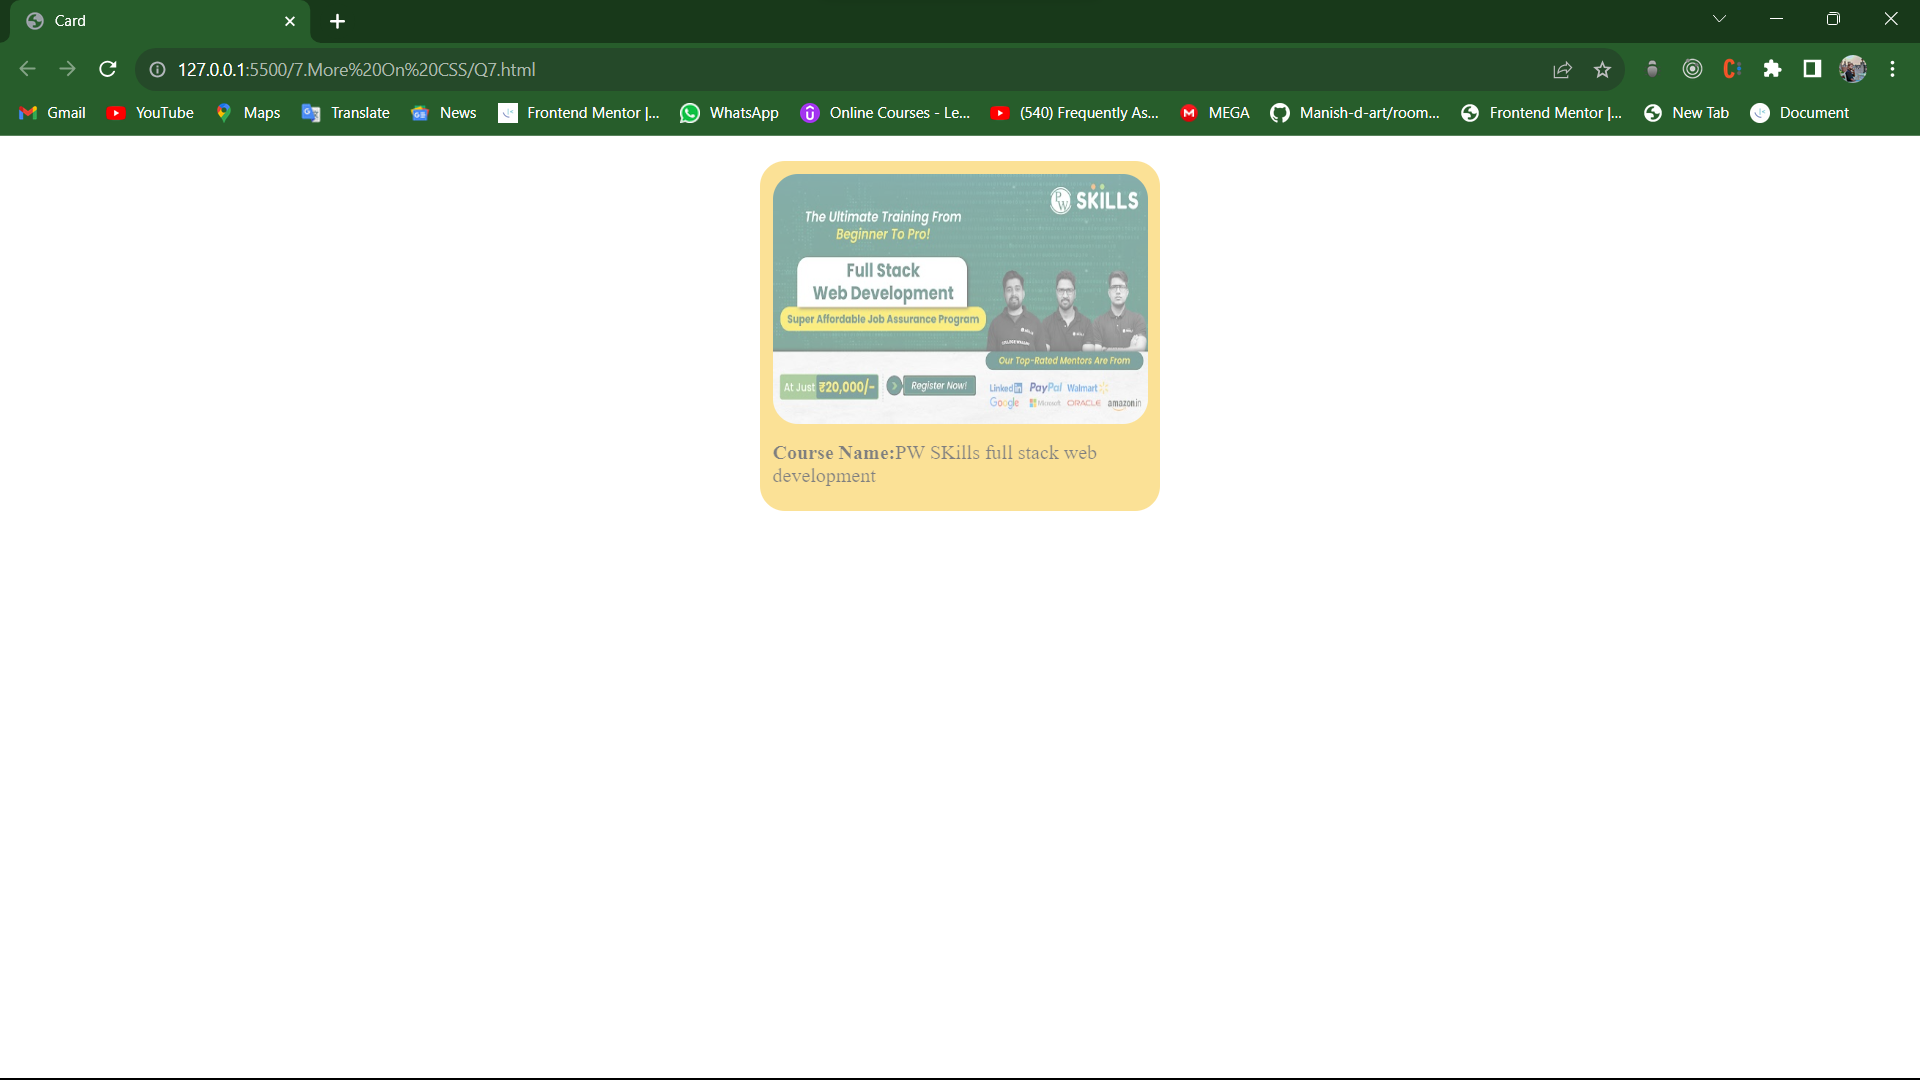 Card
127.0.0.1:5500/7.More%20On%20CSS/Q7.html
Gmail YouTube Maps Translate News Frontend Mentor |... WhatsApp Online Courses - Le... (540) Frequently As... MEGA Manish-d-art/room... Frontend Mentor |... New Tab Document
PW SKILLS
The Ultimate Training From
Beginner To Pro!
Full Stack
Web Development
Super Affordable Job Assurance Program
Our Top-Rated Mentors Are From
At Just ₹20,000/- Register Now!
Linked in PayPal Walmart
Google Microsoft ORACLE amazon.in
Course Name:PW SKills full stack web
development